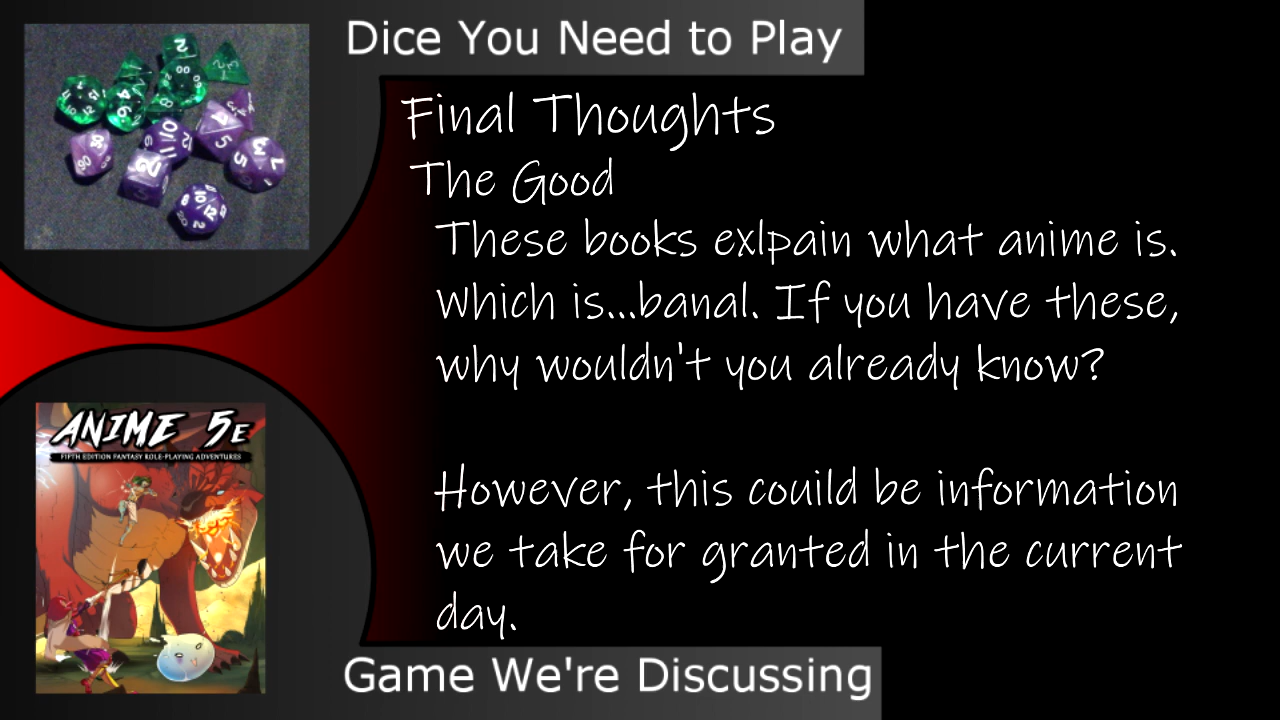 Dice You Need to Play
Final Thoughts
The Good
These books exlpain what anime is.
Which is...banal. If you have these,
why wouldn't you already know?
However, this couild be information
we take for granted in the current
day.
ANIME 5E
FIFTH EDITION FANTASY ROLE-PLAYING ADVENTURES
Game We're Discussing